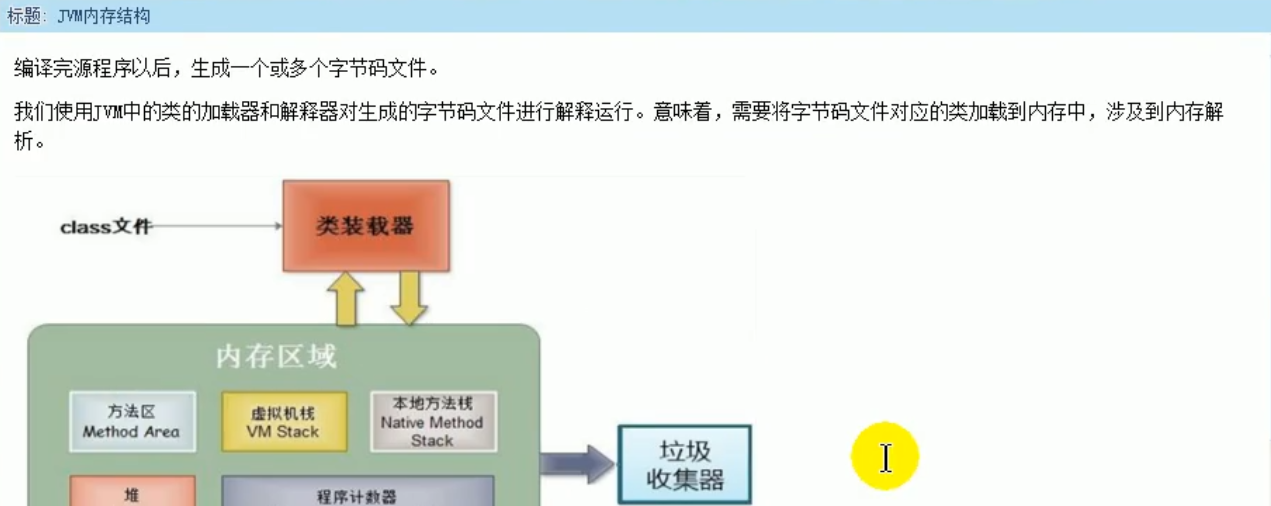 标题: JVM内存结构
编译完源程序以后，生成一个或多个字节码文件。
我们使用JVM中的类的加载器和解释器对生成的字节码文件进行解释运行。意味着，需要将字节码文件对应的类加载到内存中，涉及到内存解
析。
class文件
类装载器
内存区域
方法区
Method Area
虚拟机栈
VM Stack
本地方法栈
Native Method
Stack
垃圾
收集器
堆
程序计数器